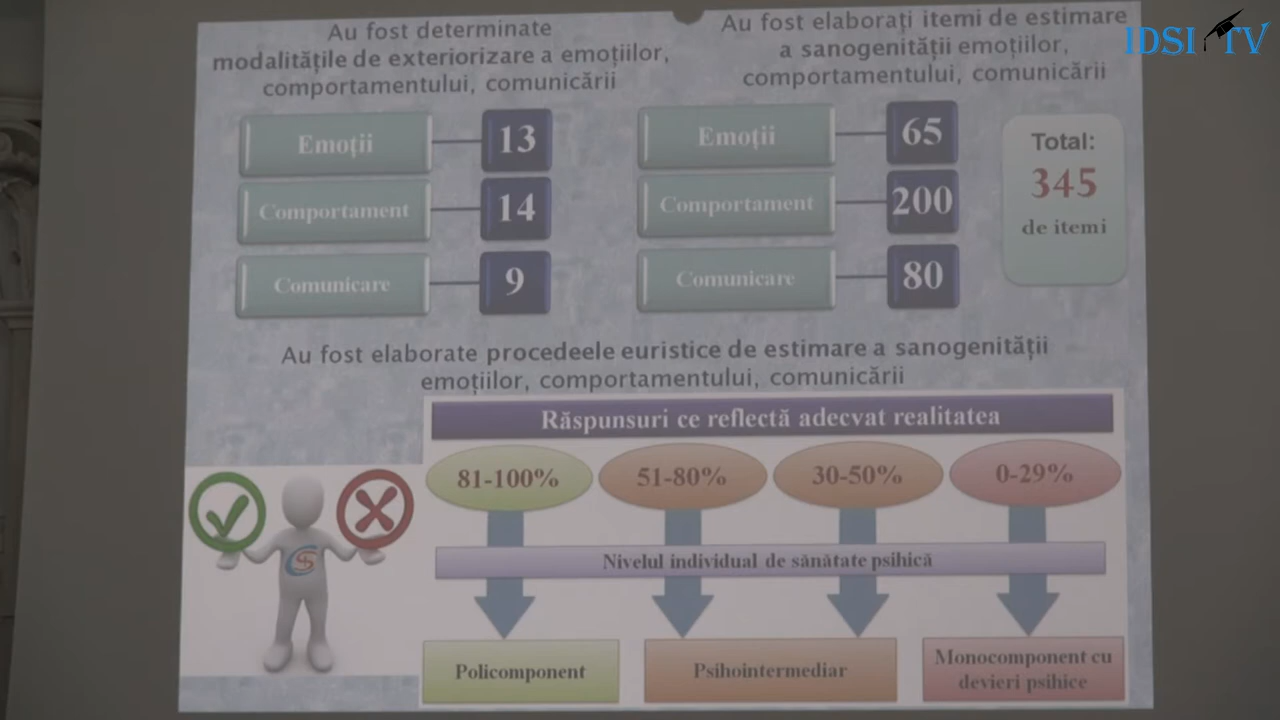 Au fost determinate
modalitățile de exteriorizare a emoțiilor,
comportamentului, comunicării
Emoții
13
Comportament
14
Comunicare
9
Au fost elaborați itemi de estimare
a sanogenității emoțiilor,
comportamentului, comunicării
Emoții
65
Comportament
200
Comunicare
80
Total:
345
de itemi
IDSI TV
Au fost elaborate procedeele euristice de estimare a sanogenității
emoțiilor, comportamentului, comunicării
Răspunsuri ce reflectă adecvat realitatea
81-100%
51-80%
30-50%
0-29%
Nivelul individual de sănătate psihică
Policomponent
Psihointermediar
Monocomponent cu
devieri psihice